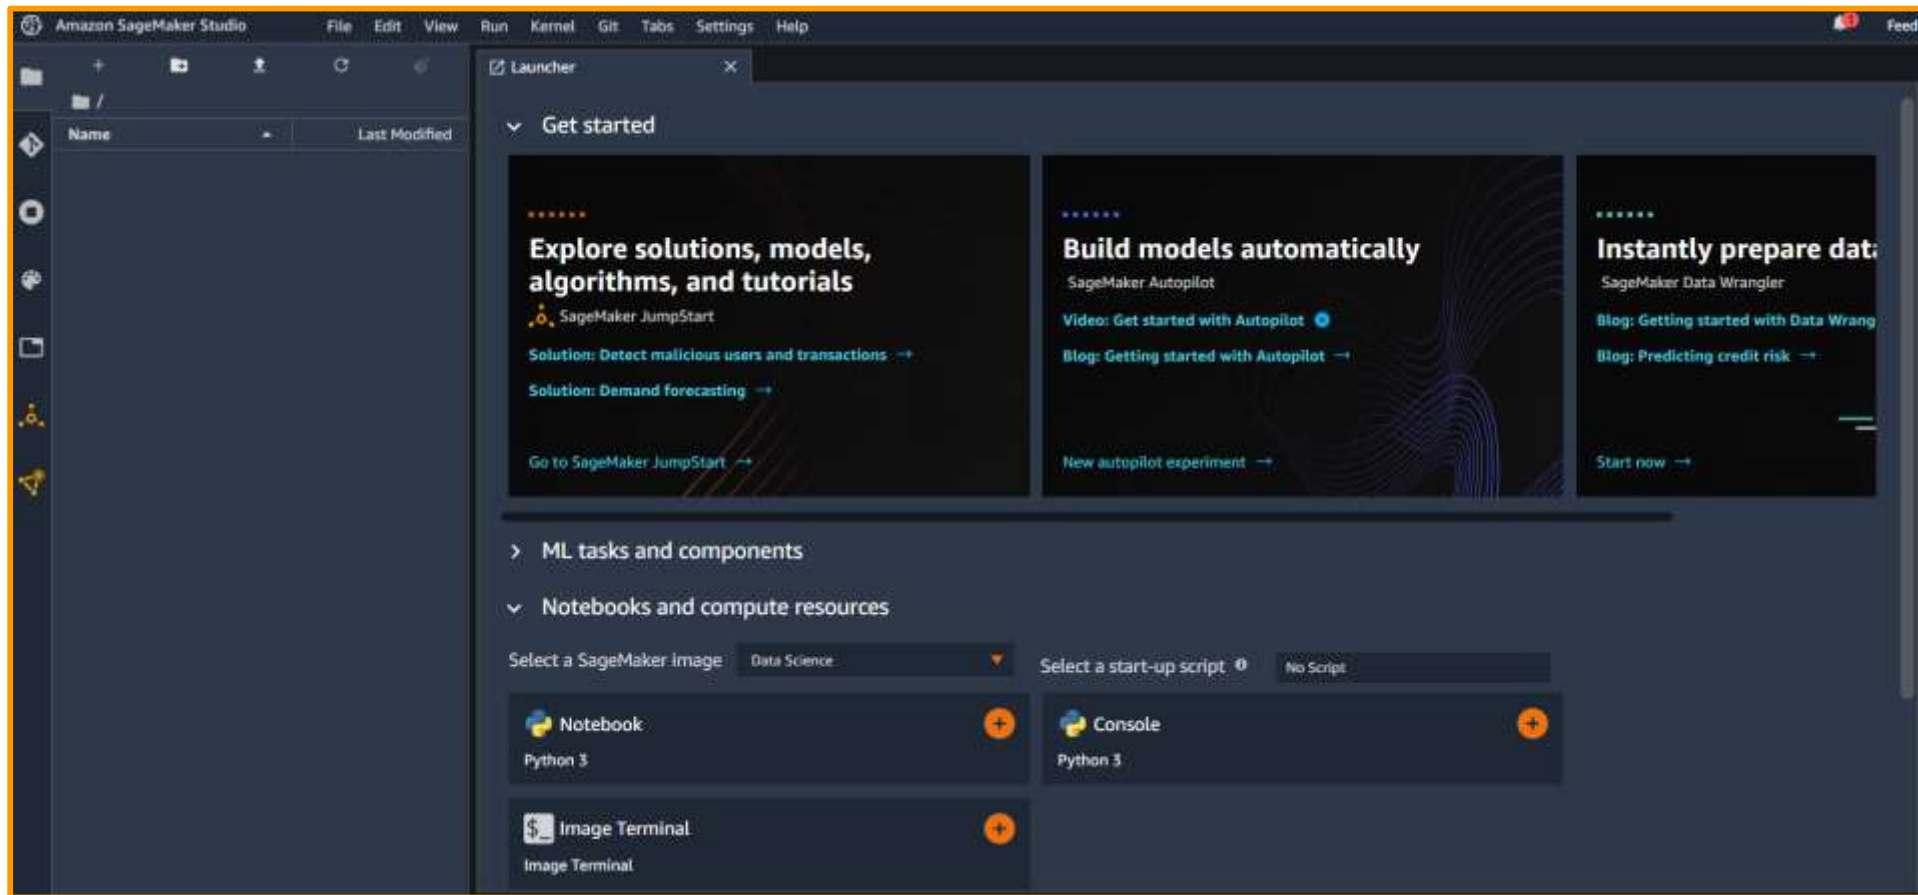 Amazon SageMaker Studio File Edit View Run Kernel Git Tabs Settings Help 1 Feed
Launcher
/
Name Last Modified
Get started
Explore solutions, models,
algorithms, and tutorials
SageMaker JumpStart
Solution: Detect malicious users and transactions →
Solution: Demand forecasting →
Go to SageMaker JumpStart →
Build models automatically
SageMaker Autopilot
Video: Get started with Autopilot
Blog: Getting started with Autopilot →
New autopilot experiment →
Instantly prepare data
SageMaker Data Wrangler
Blog: Getting started with Data Wrang
Blog: Predicting credit risk →
Start now →
ML tasks and components
Notebooks and compute resources
Select a SageMaker image Data Science
Select a start-up script No Script
Notebook
Python 3
Console
Python 3
$_ Image Terminal
Image Terminal